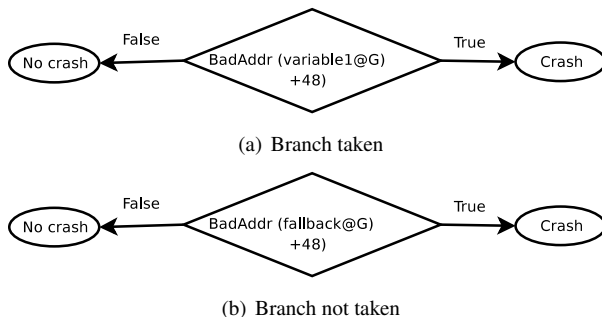 False
True
No crash
BadAddr (variable1@G)
+48)
Crash
(a) Branch taken
False
True
No crash
BadAddr (fallback@G)
+48)
Crash
(b) Branch not taken